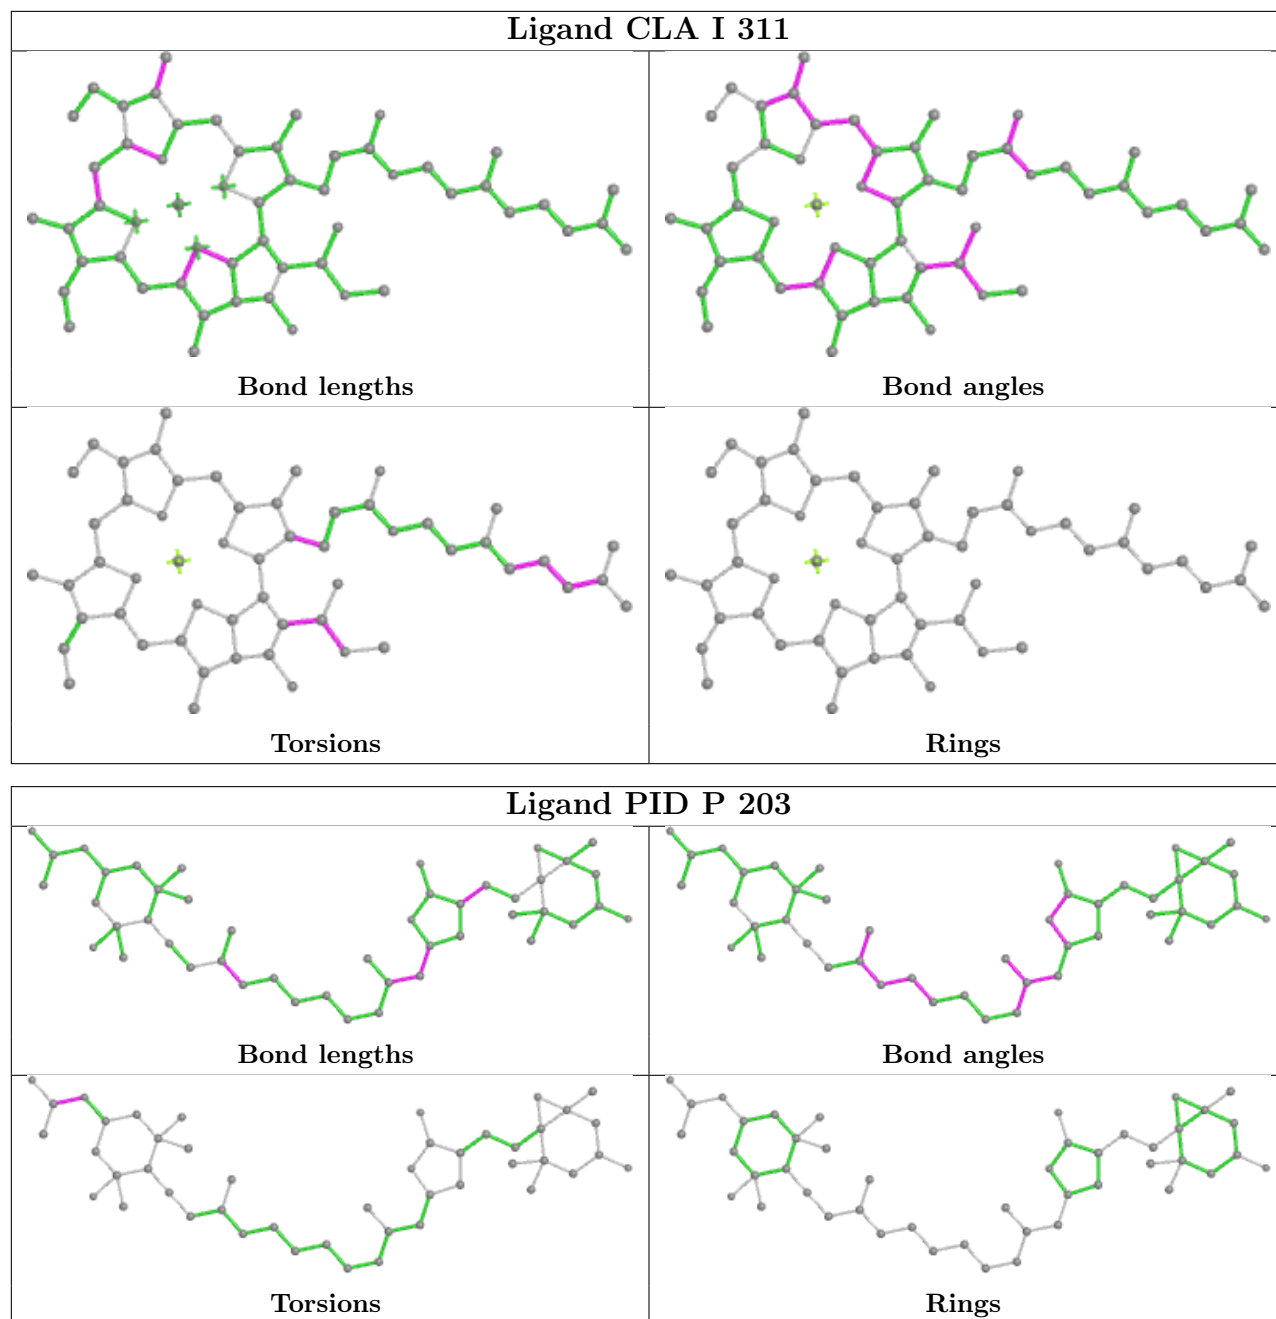 Ligand CLA I 311
Bond lengths
Bond angles
Torsions
Rings
Ligand PID P 203
Bond lengths
Bond angles
Torsions
Rings